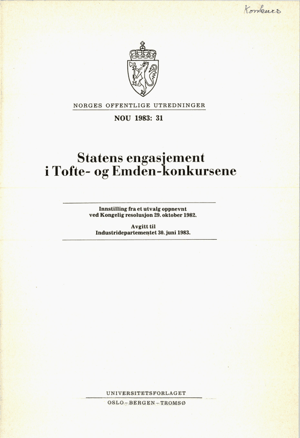 Konkurs
NORGES OFFENTLIGE UTREDNINGER
NOU 1983: 31
Statens engasjement
i Tofte- og Emden-konkursene
Innstilling fra et utvalg oppnevnt
ved Kongelig resolusjon 29. oktober 1982.
Avgitt til
Industridepartementet 30. juni 1983.
UNIVERSITETSFORLAGET
OSLO - BERGEN - TROMSØ